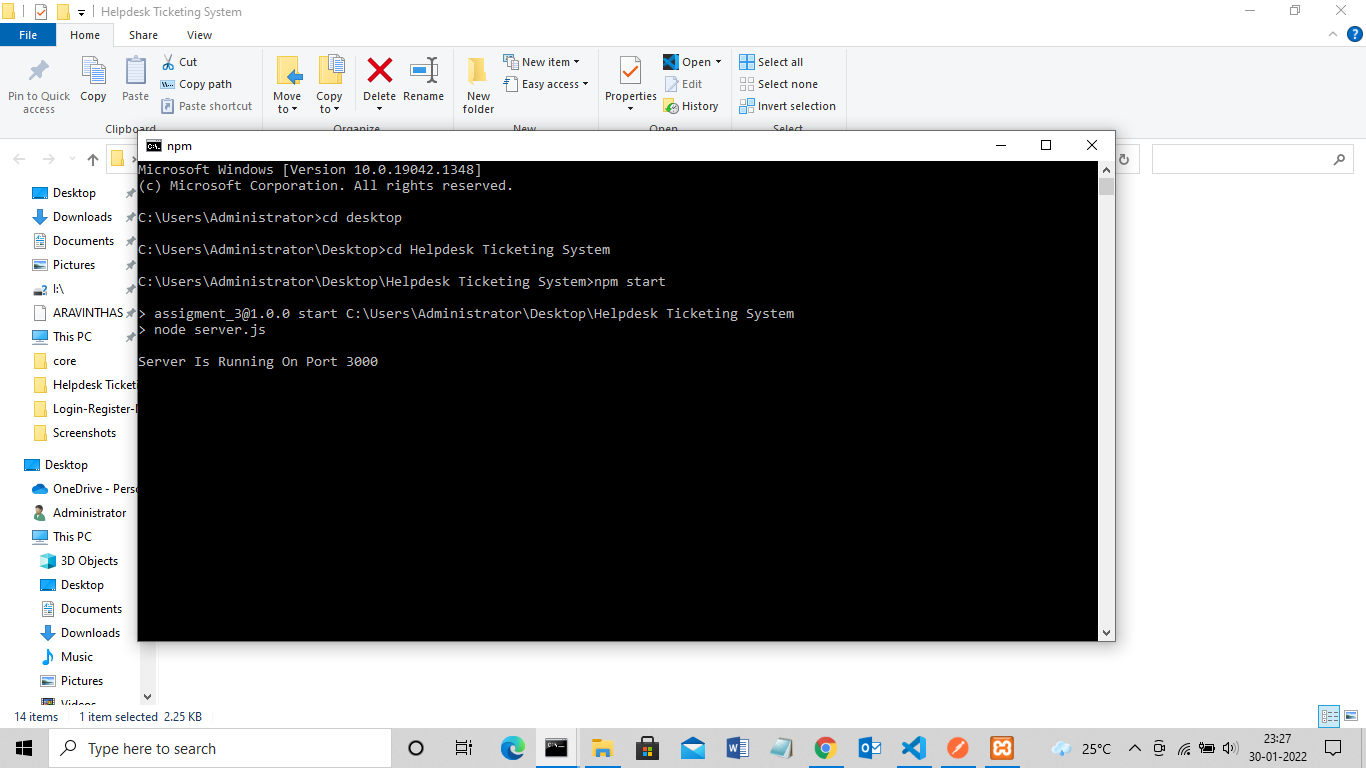 Helpdesk Ticketing System
File
Home
Share
View
Pin to Quick access
Copy
Paste
Cut
Copy path
Paste shortcut
Clipboard
Move to
Copy to
Delete
Rename
Organize
New folder
New item
Easy access
New
Properties
Open
Edit
History
Open
Select all
Select none
Invert selection
Select
npm
Microsoft Windows [Version 10.0.19042.1348]
(c) Microsoft Corporation. All rights reserved.
C:\Users\Administrator>cd desktop
C:\Users\Administrator\Desktop>cd Helpdesk Ticketing System
C:\Users\Administrator\Desktop\Helpdesk Ticketing System>npm start
> assigment_3@1.0.0 start C:\Users\Administrator\Desktop\Helpdesk Ticketing System
> node server.js
Server Is Running On Port 3000
Desktop
Downloads
Documents
Pictures
I:\
ARAVINTHAS
This PC
core
Helpdesk Ticketi
Login-Register-
Screenshots
Desktop
OneDrive - Perso
Administrator
This PC
3D Objects
Desktop
Documents
Downloads
Music
Pictures
Videos
14 items
1 item selected 2.25 KB
Type here to search
25°C
23:27
30-01-2022